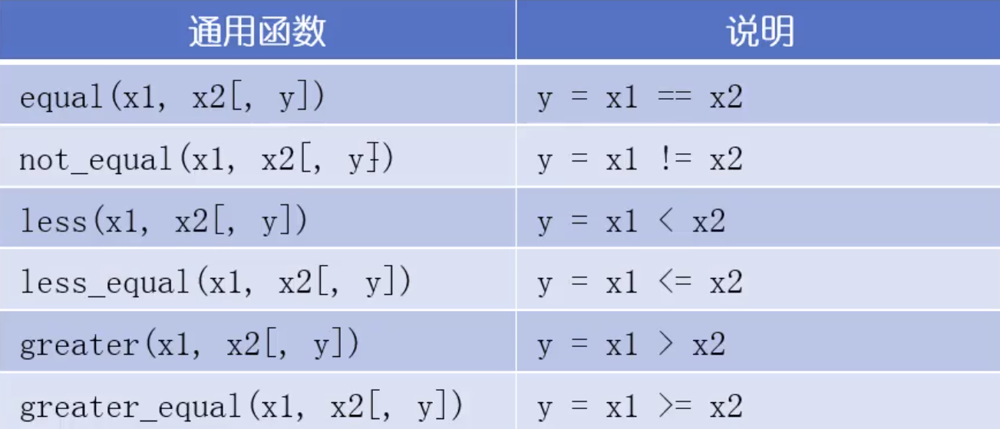 通用函数 说明
equal(x1, x2[, y]) y = x1 == x2
not_equal(x1, x2[, y]) y = x1 != x2
less(x1, x2[, y]) y = x1 < x2
less_equal(x1, x2[, y]) y = x1 <= x2
greater(x1, x2[, y]) y = x1 > x2
greater_equal(x1, x2[, y]) y = x1 >= x2